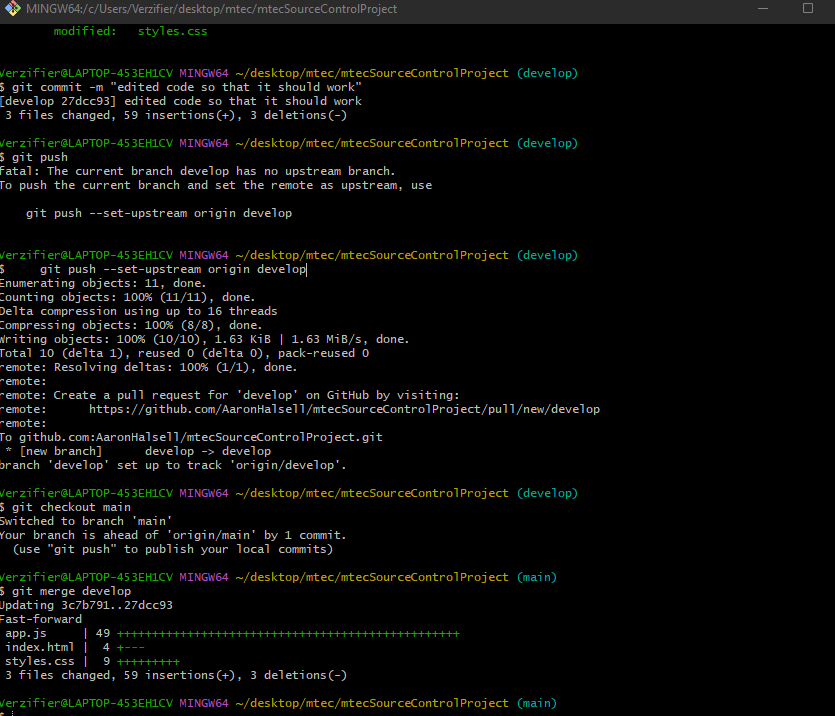 MINGW64:/c/Users/Verzifier/desktop/mtec/mtecSourceControlProject
modified:   styles.css
Verzifier@LAPTOP-453EH1CV MINGW64 ~/desktop/mtec/mtecSourceControlProject (develop)
$ git commit -m "edited code so that it should work"
[develop 27dcc93] edited code so that it should work
3 files changed, 59 insertions(+), 3 deletions(-)
Verzifier@LAPTOP-453EH1CV MINGW64 ~/desktop/mtec/mtecSourceControlProject (develop)
$ git push
fatal: The current branch develop has no upstream branch.
To push the current branch and set the remote as upstream, use
git push --set-upstream origin develop
Verzifier@LAPTOP-453EH1CV MINGW64 ~/desktop/mtec/mtecSourceControlProject (develop)
$     git push --set-upstream origin develop
Enumerating objects: 11, done.
Counting objects: 100% (11/11), done.
Delta compression using up to 16 threads
Compressing objects: 100% (8/8), done.
Writing objects: 100% (10/10), 1.63 KiB | 1.63 MiB/s, done.
Total 10 (delta 1), reused 0 (delta 0), pack-reused 0
remote: Resolving deltas: 100% (1/1), done.
remote:
remote: Create a pull request for 'develop' on GitHub by visiting:
remote:      https://github.com/AaronHalsell/mtecSourceControlProject/pull/new/develop
remote:
To github.com:AaronHalsell/mtecSourceControlProject.git
* [new branch]      develop -> develop
branch 'develop' set up to track 'origin/develop'.
Verzifier@LAPTOP-453EH1CV MINGW64 ~/desktop/mtec/mtecSourceControlProject (develop)
$ git checkout main
Switched to branch 'main'
Your branch is ahead of 'origin/main' by 1 commit.
(use "git push" to publish your local commits)
Verzifier@LAPTOP-453EH1CV MINGW64 ~/desktop/mtec/mtecSourceControlProject (main)
$ git merge develop
Updating 3c7b791..27dcc93
Fast-forward
app.js     | 49 +++++++++++++++++++++++++++++++++++++++++++++++++
index.html |  4 +---
styles.css |  9 +++++++++
3 files changed, 59 insertions(+), 3 deletions(-)
Verzifier@LAPTOP-453EH1CV MINGW64 ~/desktop/mtec/mtecSourceControlProject (main)
$